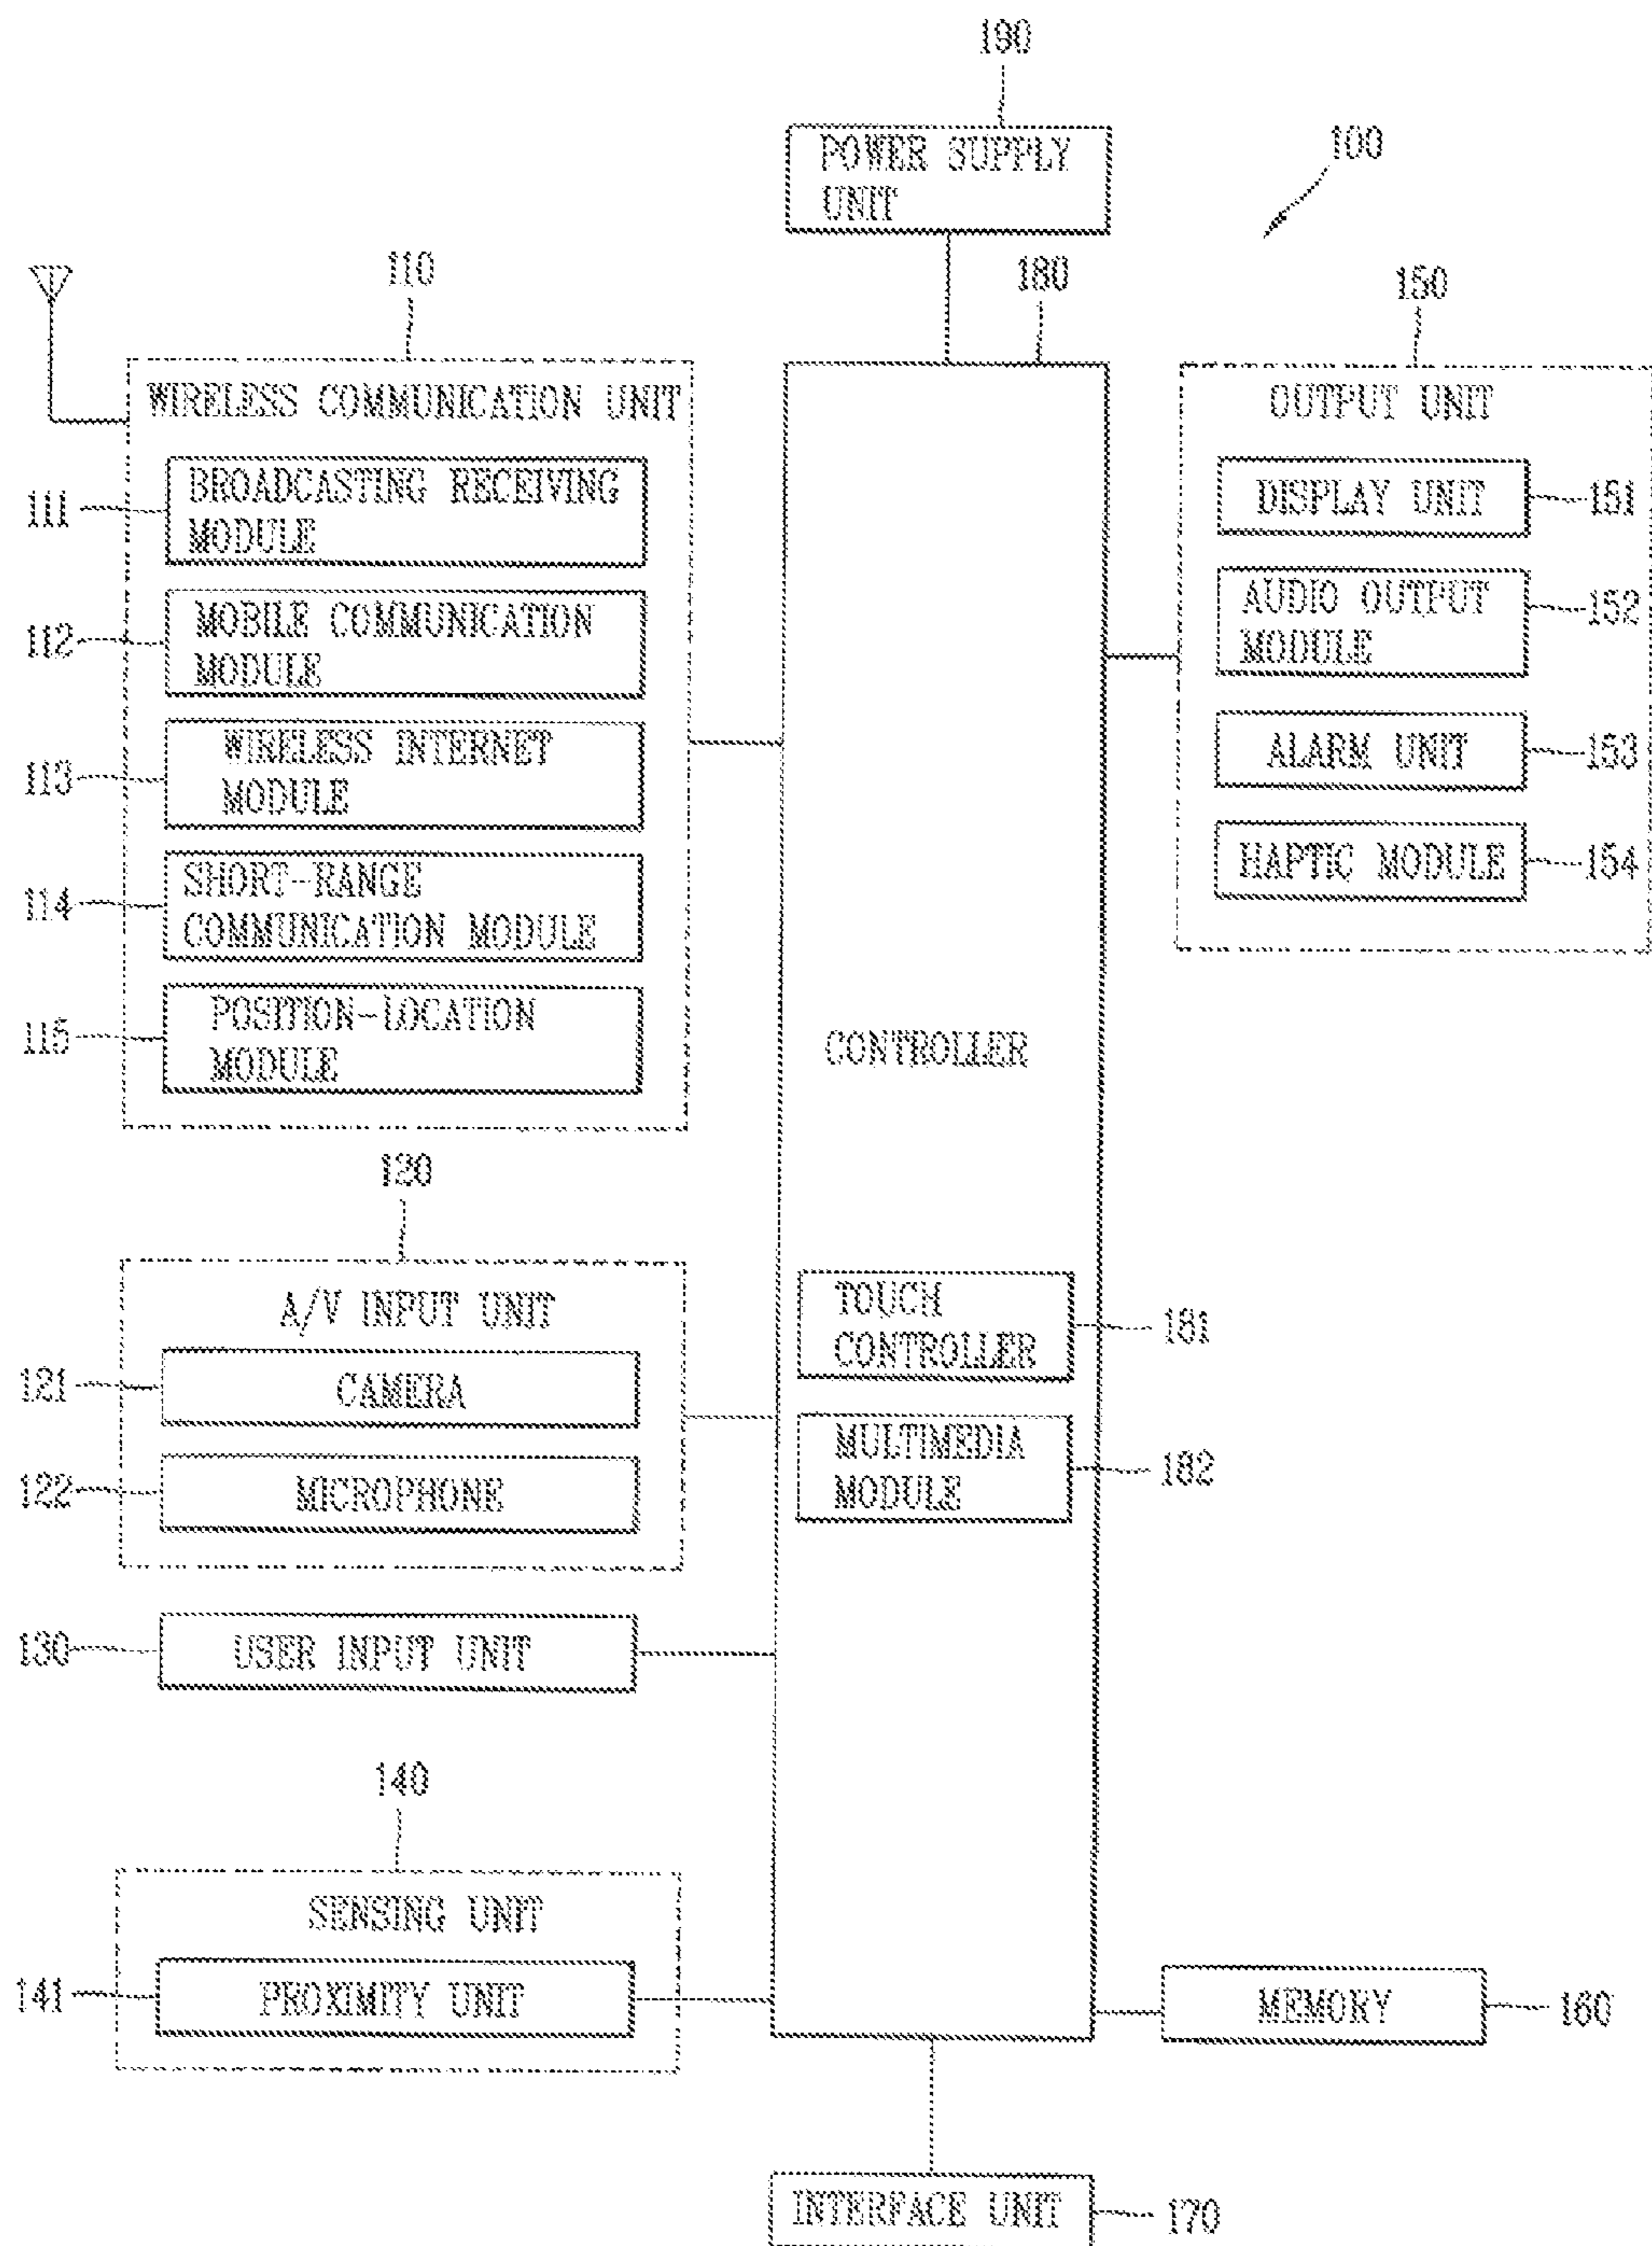 190
POWER SUPPLY
UNIT
100
110
180
150
WIRELESS COMMUNICATION UNIT
111
BROADCASTING RECEIVING
MODULE
112
MOBILE COMMUNICATION
MODULE
113
WIRELESS INTERNET
MODULE
114
SHORT-RANGE
COMMUNICATION MODULE
115
POSITION-LOCATION
MODULE
OUTPUT UNIT
DISPLAY UNIT
151
AUDIO OUTPUT
MODULE
152
ALARM UNIT
153
HAPTIC MODULE
154
CONTROLLER
120
A/V INPUT UNIT
121
CAMERA
122
MICROPHONE
TOUCH
CONTROLLER
181
MULTIMEDIA
MODULE
182
130
USER INPUT UNIT
140
SENSING UNIT
141
PROXIMITY UNIT
MEMORY
160
INTERFACE UNIT
170